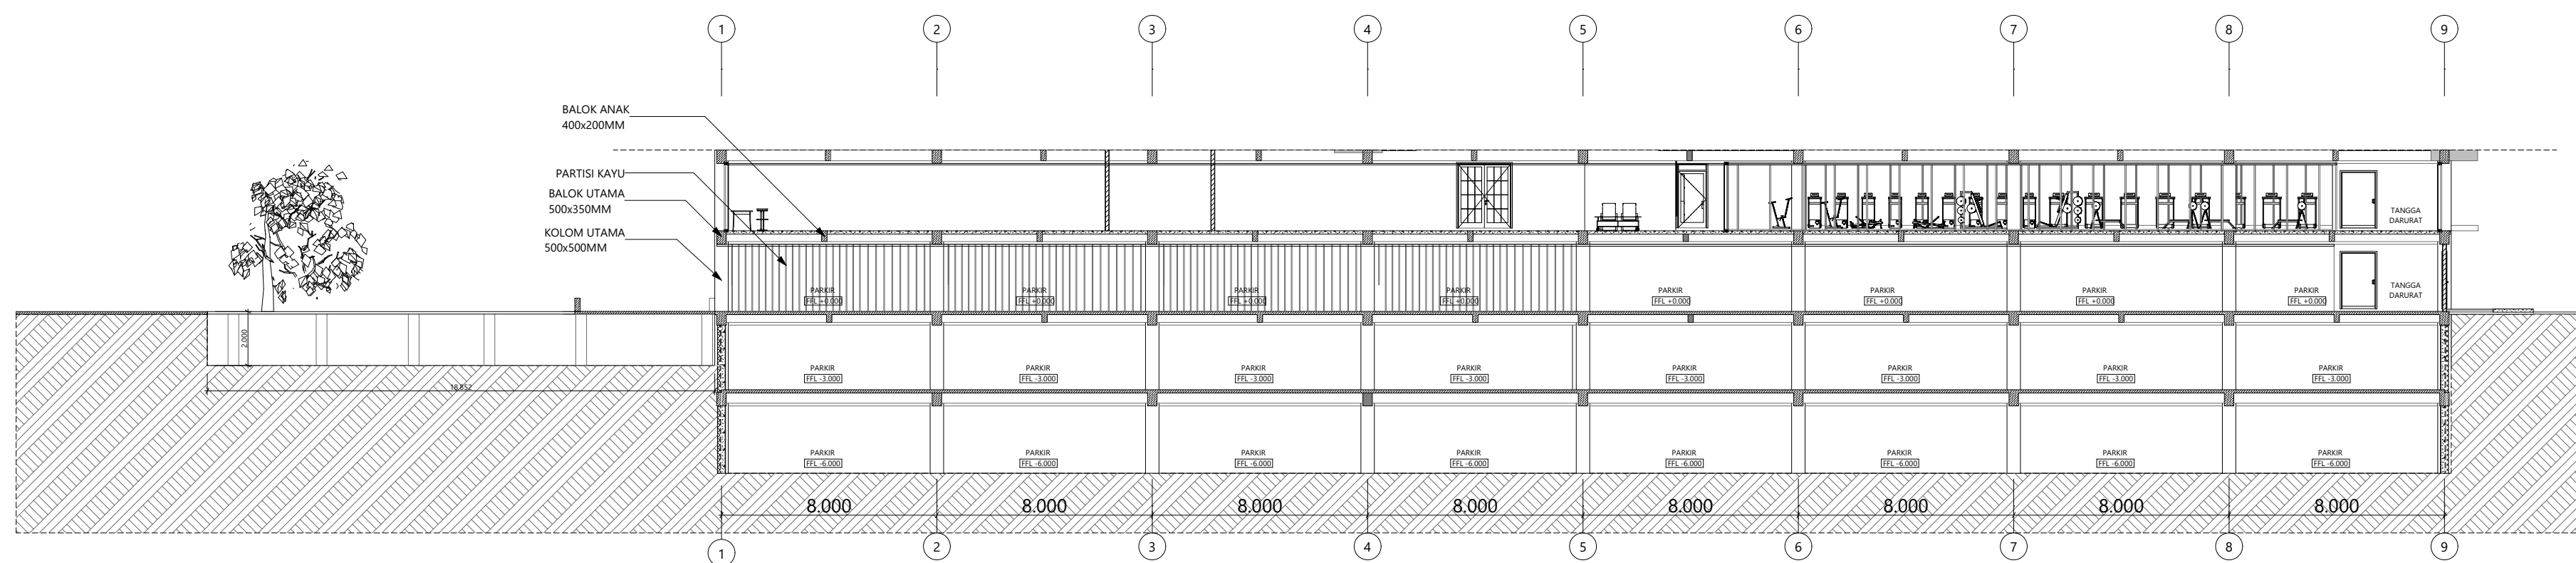 1 2 3 4 5 6 7 8 9
BALOK ANAK
400x200MM
PARTISI KAYU
BALOK UTAMA
500x350MM
KOLOM UTAMA
500x500MM
TANGGA
DARURAT
PARKIR PARKIR PARKIR PARKIR PARKIR PARKIR PARKIR PARKIR
FFL +0.000 FFL +0.000 FFL +0.000 FFL +0.000 FFL +0.000 FFL +0.000 FFL +0.000 FFL +0.000
TANGGA
DARURAT
2.000
18.852
PARKIR PARKIR PARKIR PARKIR PARKIR PARKIR PARKIR PARKIR
FFL -3.000 FFL -3.000 FFL -3.000 FFL -3.000 FFL -3.000 FFL -3.000 FFL -3.000 FFL -3.000
PARKIR PARKIR PARKIR PARKIR PARKIR PARKIR PARKIR PARKIR
FFL -6.000 FFL -6.000 FFL -6.000 FFL -6.000 FFL -6.000 FFL -6.000 FFL -6.000 FFL -6.000
8.000 8.000 8.000 8.000 8.000 8.000 8.000 8.000
1 2 3 4 5 6 7 8 9